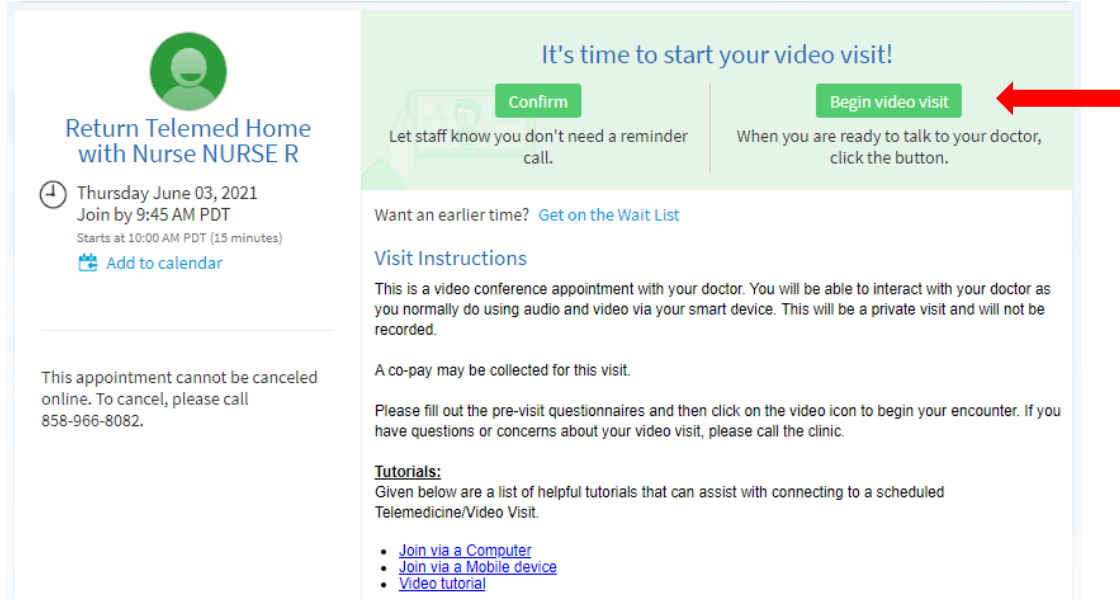 Return Telemed Home
with Nurse NURSE R
Thursday June 03, 2021
Join by 9:45 AM PDT
Starts at 10:00 AM PDT (15 minutes)
Add to calendar
This appointment cannot be canceled
online. To cancel, please call
858-966-8082.
It's time to start your video visit!
Confirm
Let staff know you don't need a reminder
call.
Begin video visit
When you are ready to talk to your doctor,
click the button.
Want an earlier time? Get on the Wait List
Visit Instructions
This is a video conference appointment with your doctor. You will be able to interact with your doctor as
you normally do using audio and video via your smart device. This will be a private visit and will not be
recorded.
A co-pay may be collected for this visit.
Please fill out the pre-visit questionnaires and then click on the video icon to begin your encounter. If you
have questions or concerns about your video visit, please call the clinic.
Tutorials:
Given below are a list of helpful tutorials that can assist with connecting to a scheduled
Telemedicine/Video Visit.
• Join via a Computer
• Join via a Mobile device
• Video tutorial